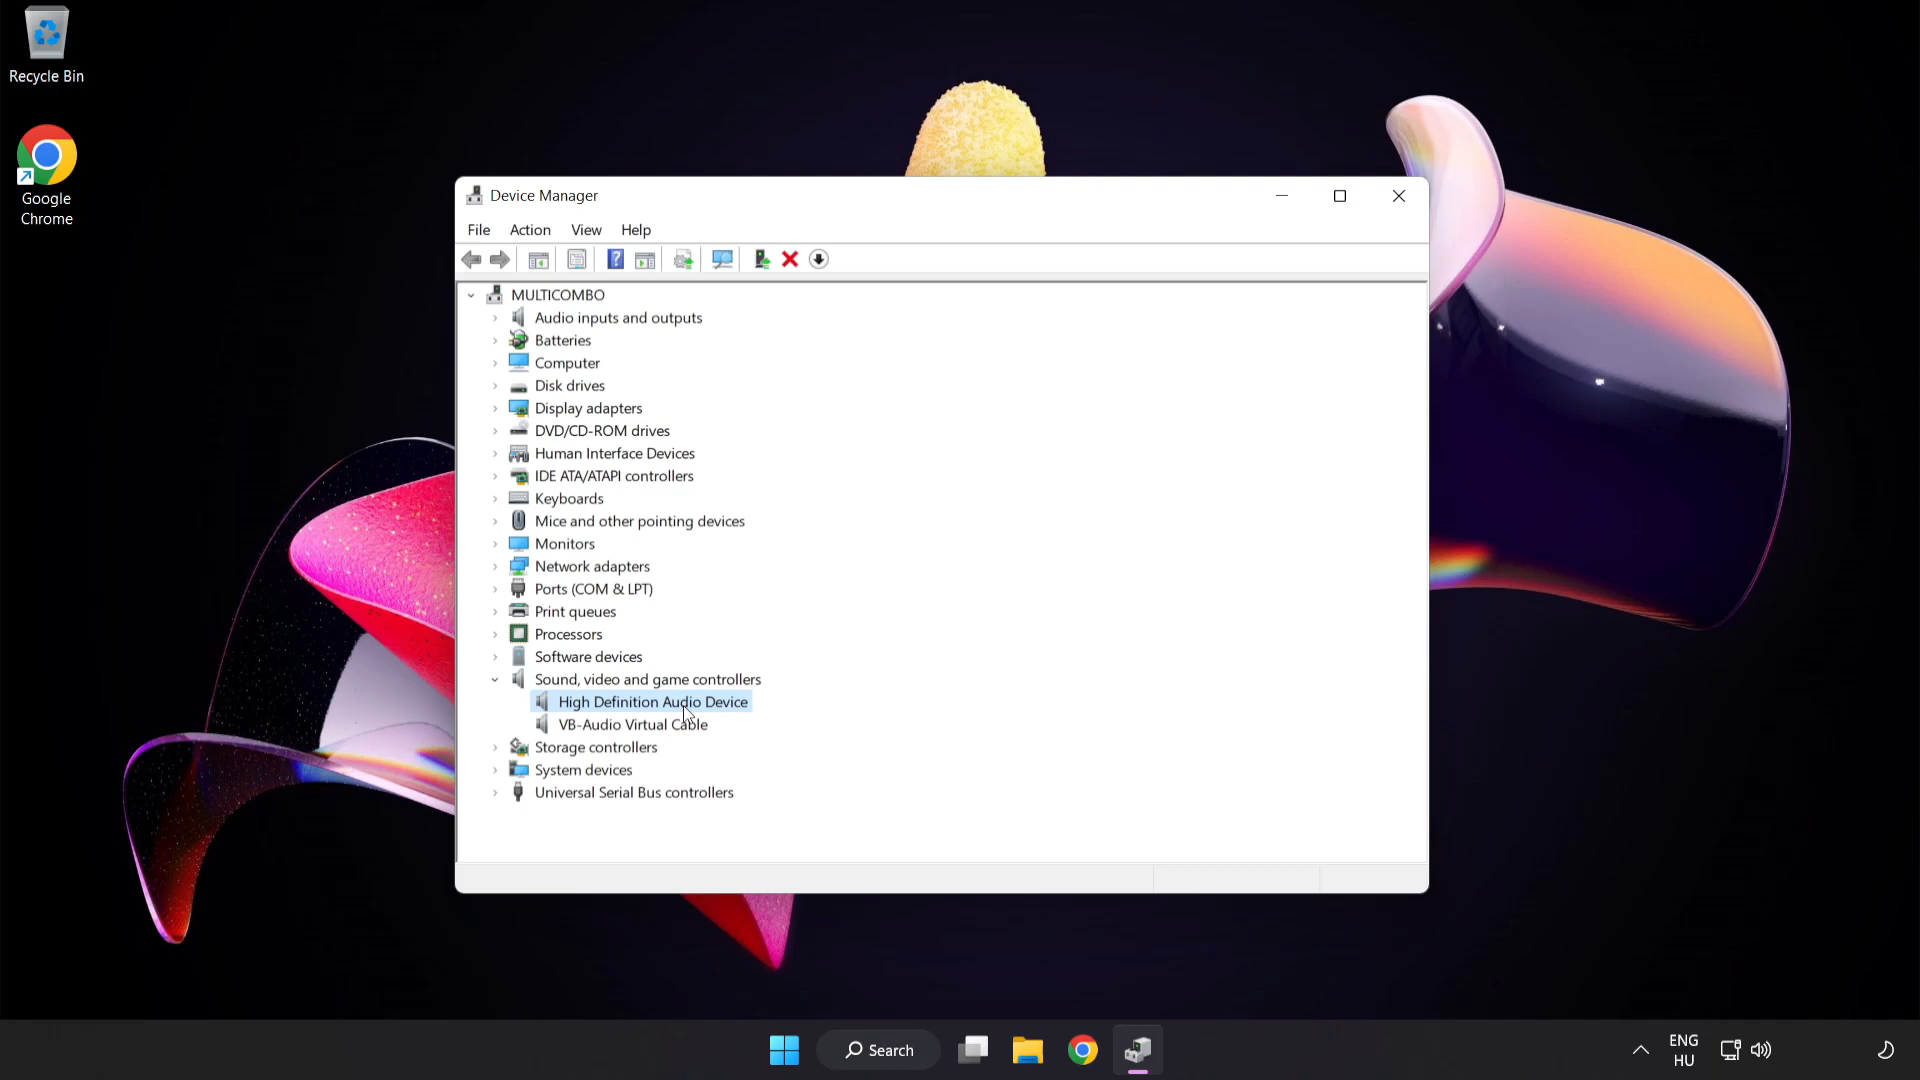 Recycle Bin
Google
Chrome
Device Manager
File Action View Help
MULTICOMBO
Audio inputs and outputs
Batteries
Computer
Disk drives
Display adapters
DVD/CD-ROM drives
Human Interface Devices
IDE ATA/ATAPI controllers
Keyboards
Mice and other pointing devices
Monitors
Network adapters
Ports (COM & LPT)
Print queues
Processors
Software devices
Sound, video and game controllers
High Definition Audio Device
VB-Audio Virtual Cable
Storage controllers
System devices
Universal Serial Bus controllers
Search
ENG
HU